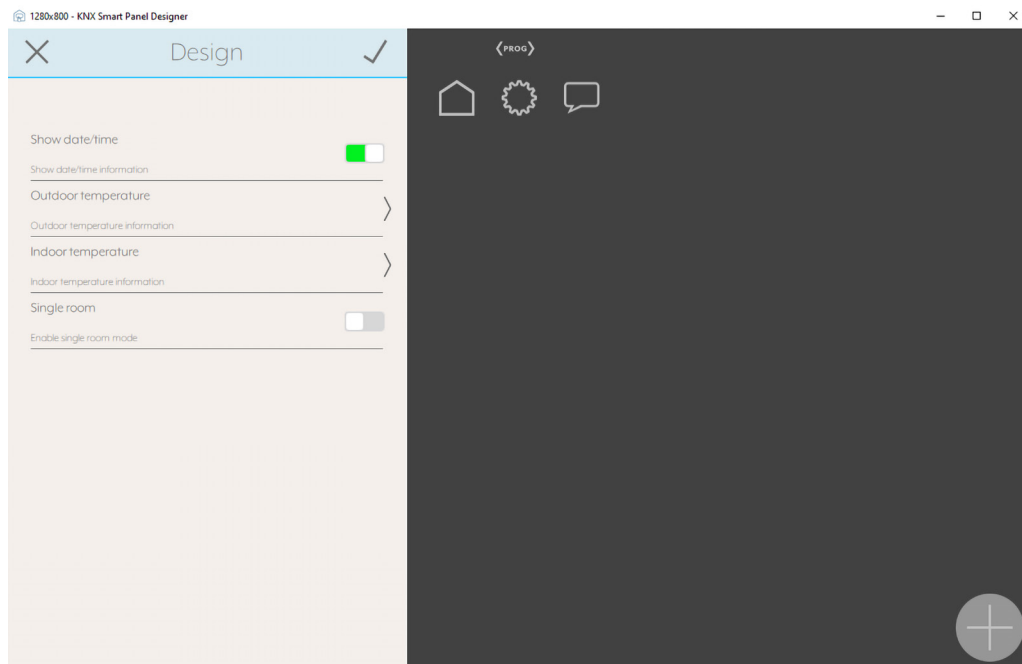 1280x800 - KNX Smart Panel Designer
Design
PROG
Show date/time
Show date/time information
Outdoor temperature
Outdoor temperature information
Indoor temperature
Indoor temperature information
Single room
Enable single room mode